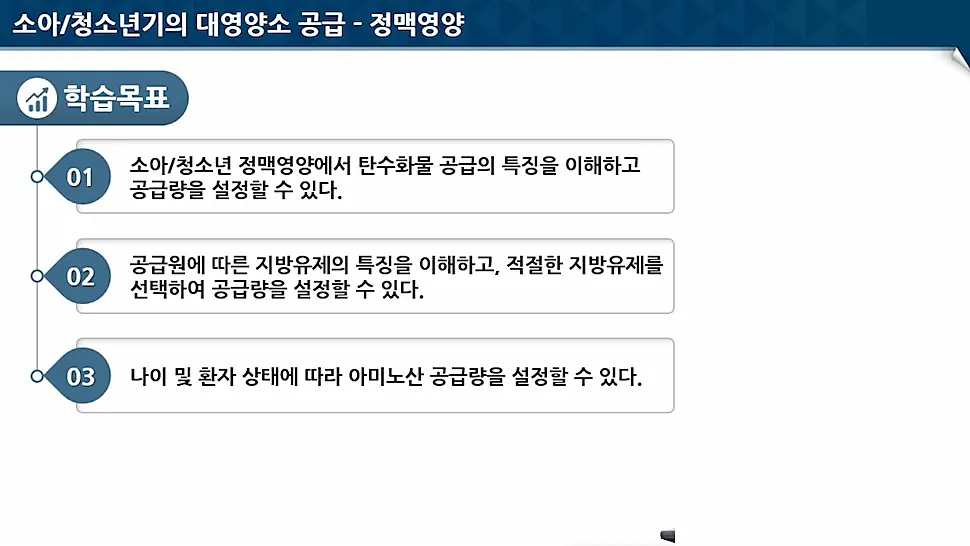 소아/청소년기의 대영양소 공급 - 정맥영양
학습목표
01
소아/청소년 정맥영양에서 탄수화물 공급의 특징을 이해하고
공급량을 설정할 수 있다.
02
공급원에 따른 지방유제의 특징을 이해하고, 적절한 지방유제를
선택하여 공급량을 설정할 수 있다.
03
나이 및 환자 상태에 따라 아미노산 공급량을 설정할 수 있다.